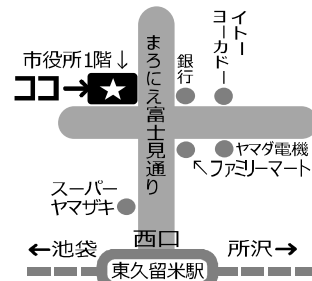 市役所1階↓
ココ→
まろにえ富士見通り
銀行
イトー
ヨーカドー
ヤマダ電機
↖ファミリーマート
スーパー
ヤマザキ
西口
←池袋
所沢→
東久留米駅